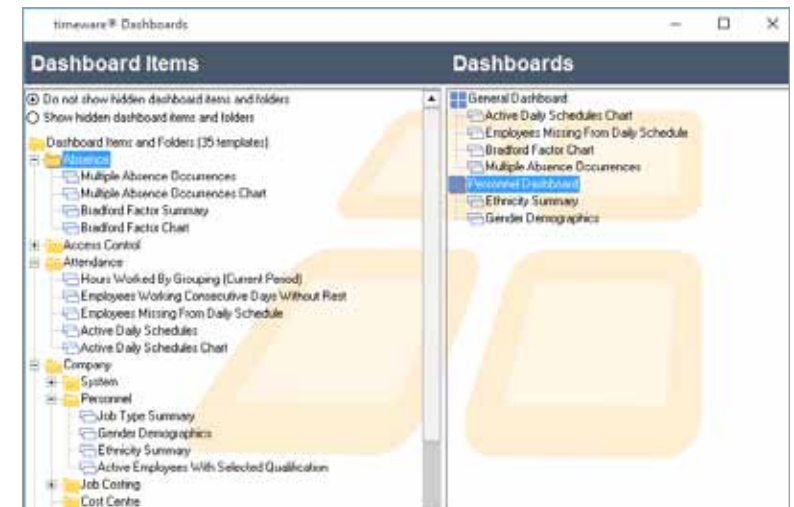 timeware® Dashboards
Dashboard Items
Do not show hidden dashboard items and folders
Show hidden dashboard items and folders
Dashboard Items and Folders (35 templates)
Absence
Multiple Absence Occurrences
Multiple Absence Occurrences Chart
Bradford Factor Summary
Bradford Factor Chart
Access Control
Attendance
Hours Worked By Grouping (Current Period)
Employees Working Consecutive Days Without Rest
Employees Missing From Daily Schedule
Active Daily Schedules
Active Daily Schedules Chart
Company
System
Personnel
Job Type Summary
Gender Demographics
Ethnicity Summary
Active Employees With Selected Qualification
Job Costing
Cost Centre
Dashboards
General Dashboard
Active Daily Schedules Chart
Employees Missing From Daily Schedule
Bradford Factor Chart
Multiple Absence Occurrences
Personnel Dashboard
Ethnicity Summary
Gender Demographics